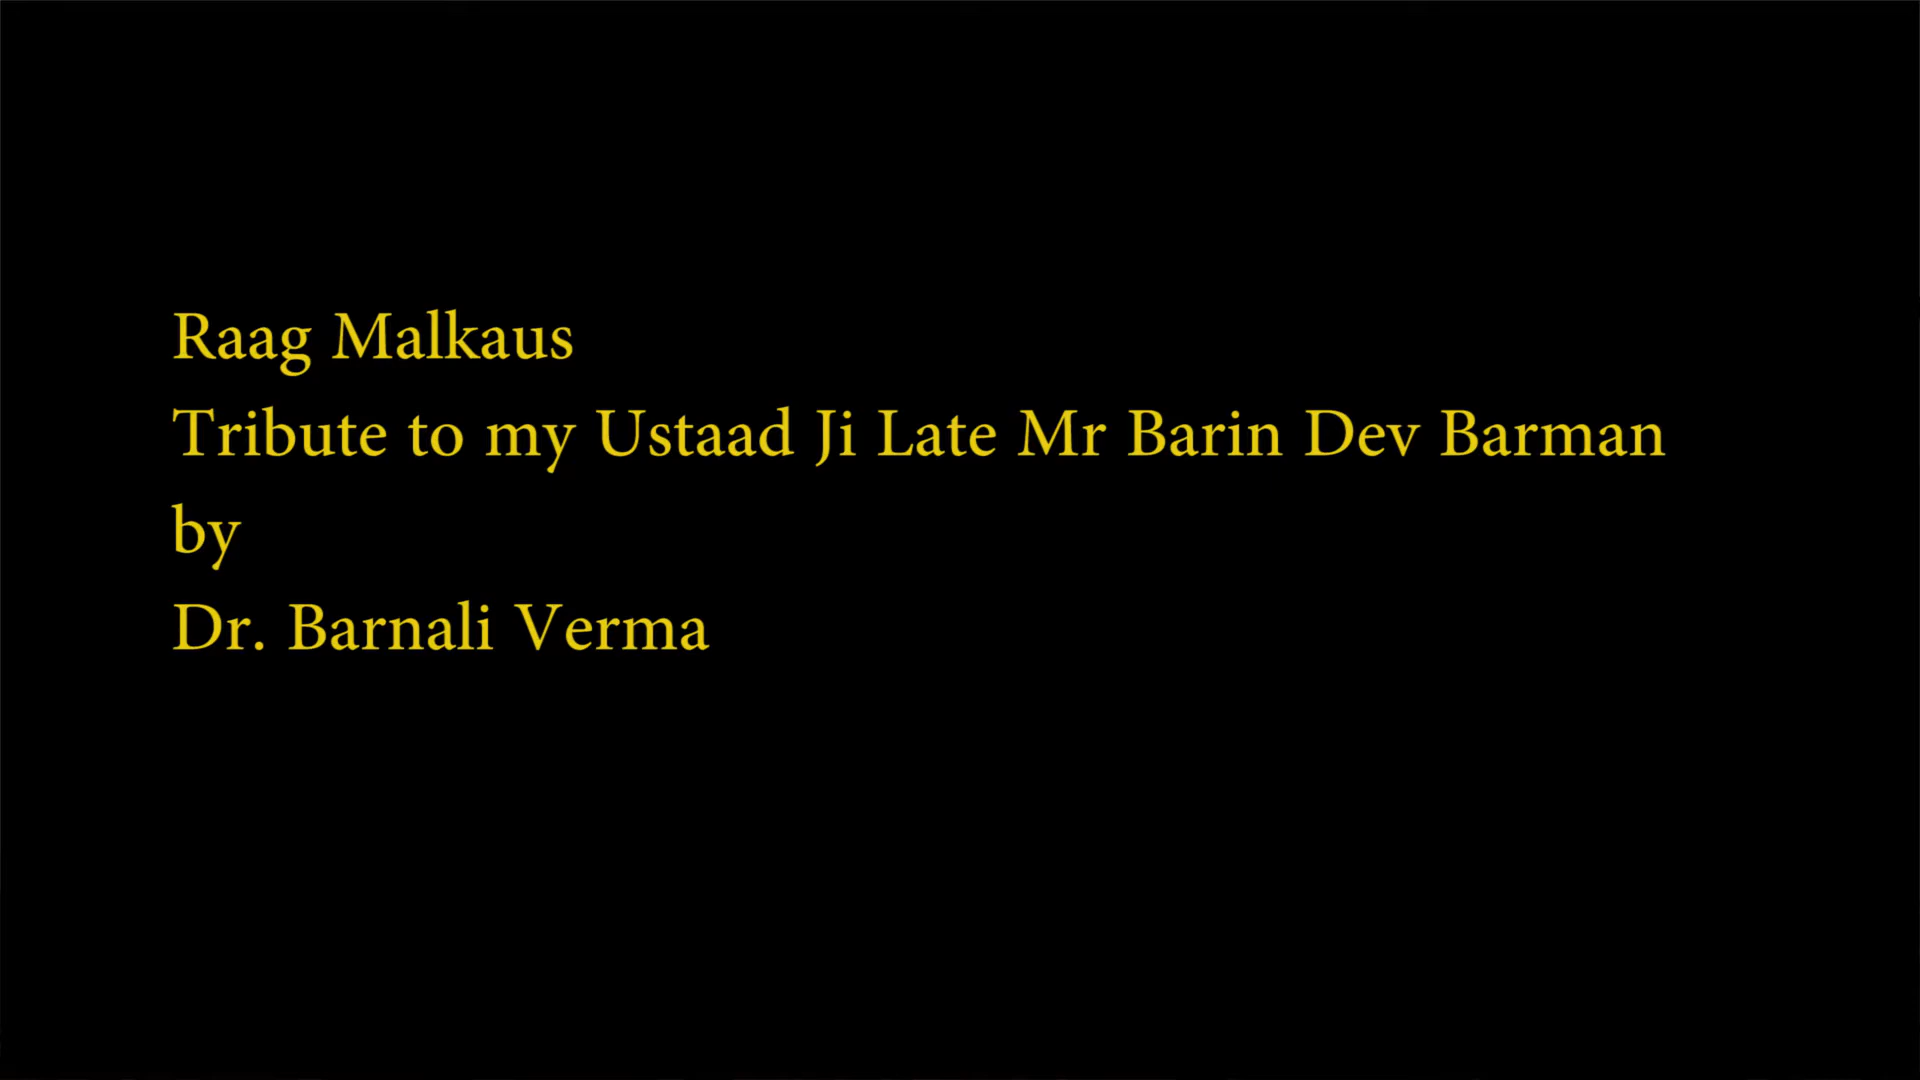 Raag Malkaus
Tribute to my Ustaad Ji Late Mr Barin Dev Barman
by
Dr. Barnali Verma